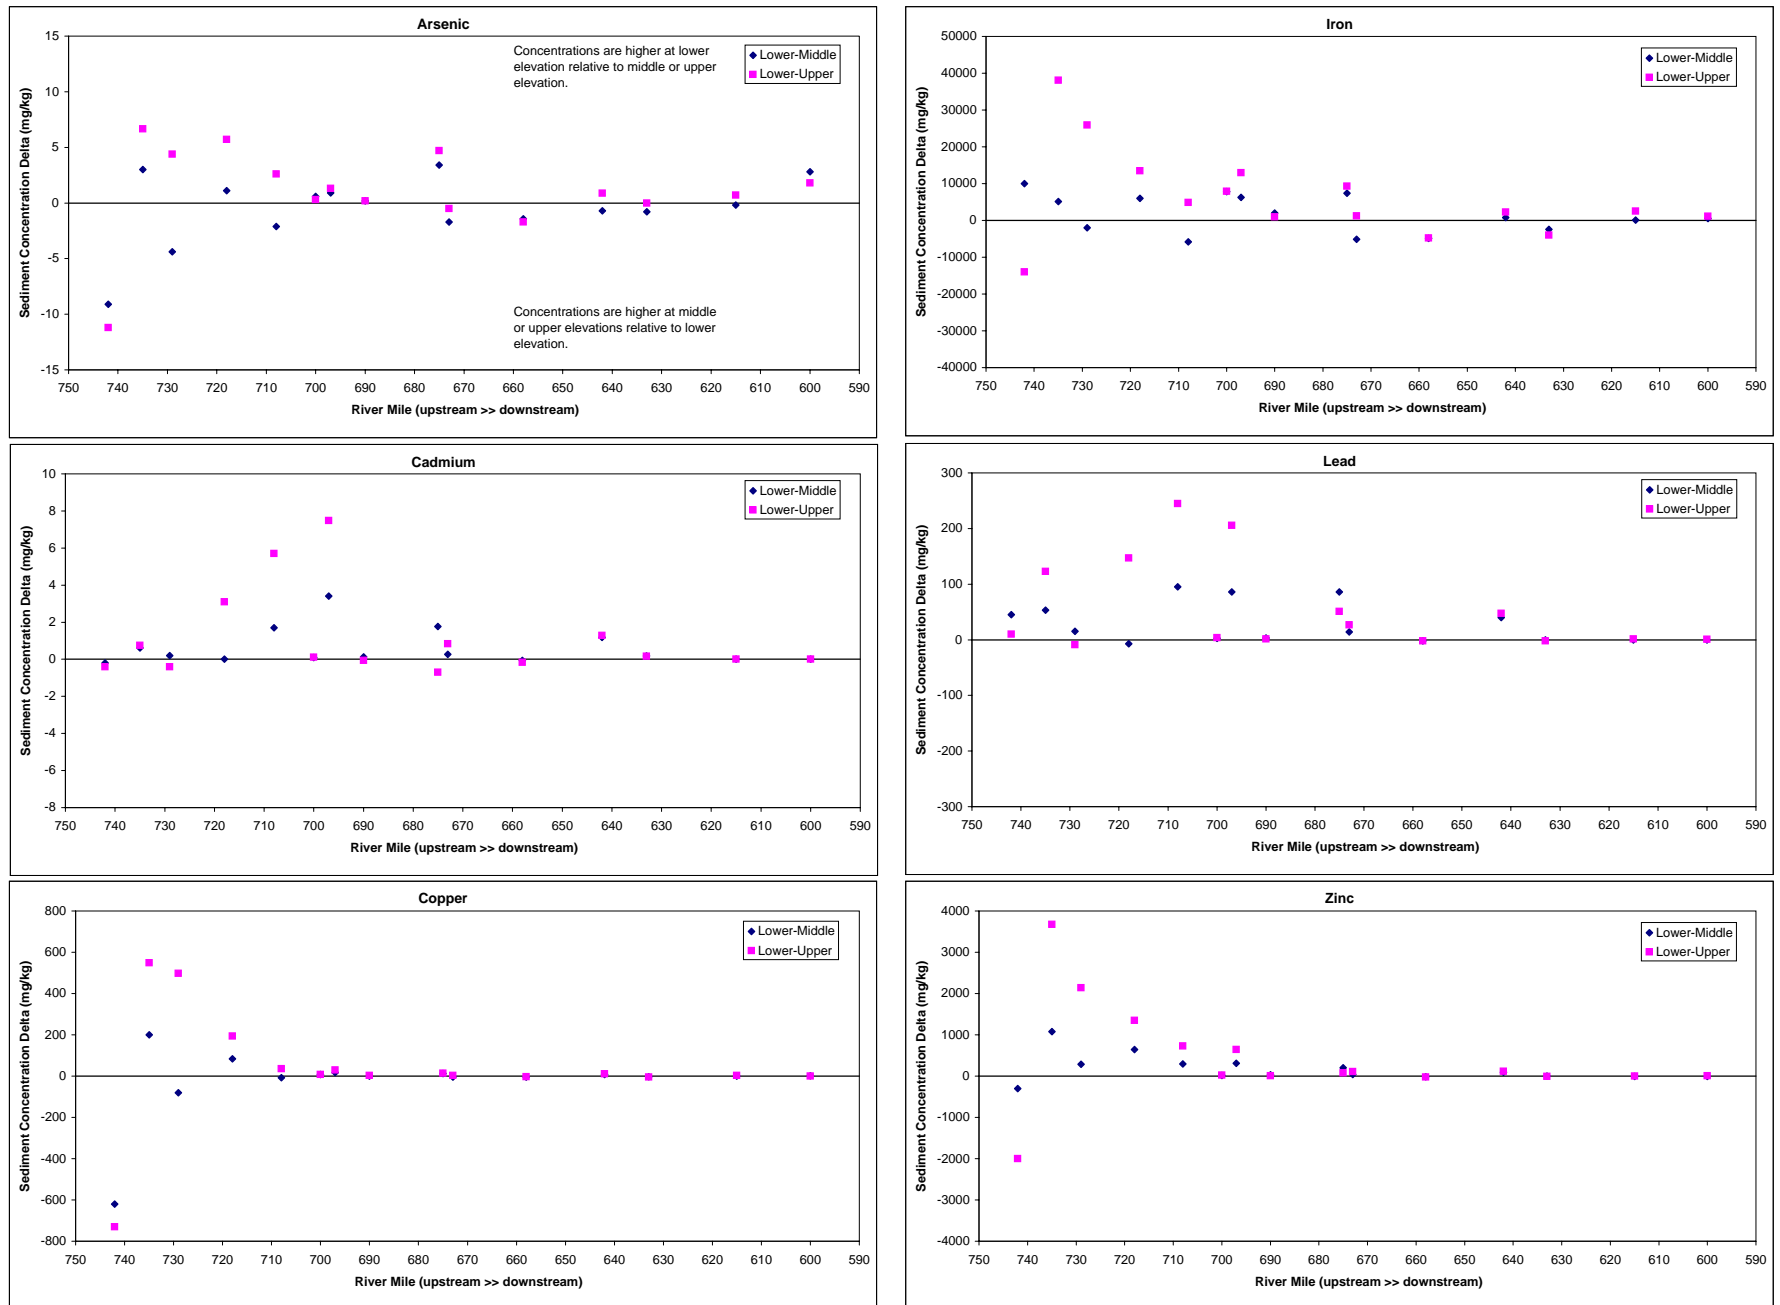 Arsenic
Concentrations are higher at lower
elevation relative to middle or upper
elevation.
Lower-Middle
Lower-Upper
15
10
5
0
-5
-10
-15
Sediment Concentration Delta (mg/kg)
Concentrations are higher at middle
or upper elevations relative to lower
elevation.
750 740 730 720 710 700 690 680 670 660 650 640 630 620 610 600 590
River Mile (upstream >> downstream)
Iron
Lower-Middle
Lower-Upper
50000
40000
30000
20000
10000
0
-10000
-20000
-30000
-40000
Sediment Concentration Delta (mg/kg)
750 740 730 720 710 700 690 680 670 660 650 640 630 620 610 600 590
River Mile (upstream >> downstream)
Cadmium
Lower-Middle
Lower-Upper
10
8
6
4
2
0
-2
-4
-6
-8
Sediment Concentration Delta (mg/kg)
750 740 730 720 710 700 690 680 670 660 650 640 630 620 610 600 590
River Mile (upstream >> downstream)
Lead
Lower-Middle
Lower-Upper
300
200
100
0
-100
-200
-300
Sediment Concentration Delta (mg/kg)
750 740 730 720 710 700 690 680 670 660 650 640 630 620 610 600 590
River Mile (upstream >> downstream)
Copper
Lower-Middle
Lower-Upper
800
600
400
200
0
-200
-400
-600
-800
Sediment Concentration Delta (mg/kg)
750 740 730 720 710 700 690 680 670 660 650 640 630 620 610 600 590
River Mile (upstream >> downstream)
Zinc
Lower-Middle
Lower-Upper
4000
3000
2000
1000
0
-1000
-2000
-3000
-4000
Sediment Concentration Delta (mg/kg)
750 740 730 720 710 700 690 680 670 660 650 640 630 620 610 600 590
River Mile (upstream >> downstream)